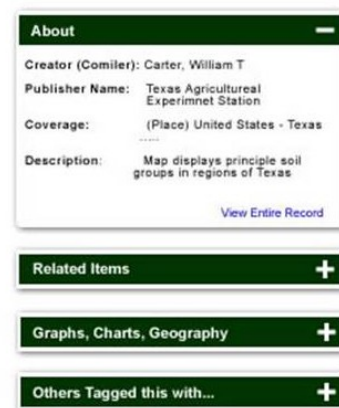 About
Creator (Comiler): Carter, William T
Publisher Name: Texas Agricultureal
Experimnet Station
Coverage: (Place) United States - Texas
.....
Description: Map displays principle soil
groups in regions of Texas
View Entire Record
Related Items
Graphs, Charts, Geography
Others Tagged this with...